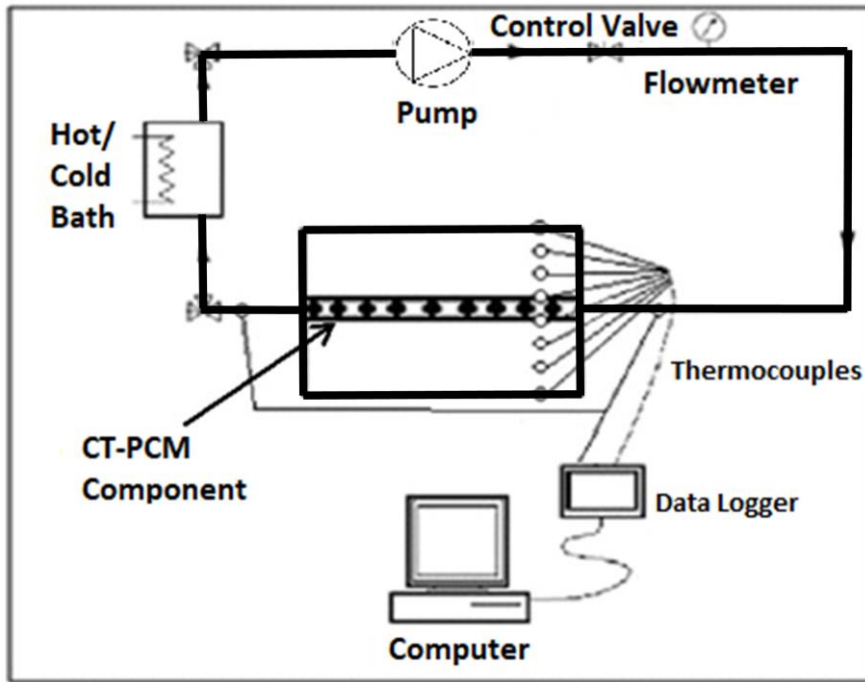 Control Valve
Pump
Flowmeter
Hot/
Cold
Bath
Thermocouples
CT-PCM
Component
Data Logger
Computer